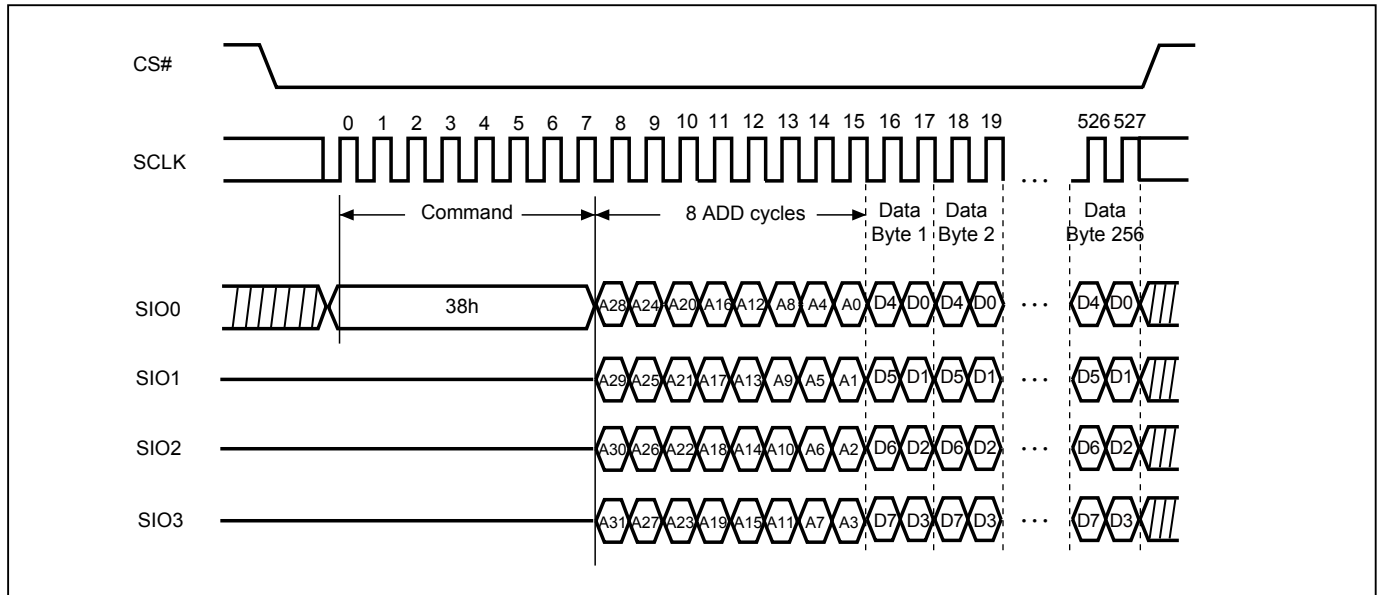 CS#
0 1 2 3 4 5 6 7 8 9 10 11 12 13 14 15 16 17 18 19 526 527
SCLK
...
Command
8 ADD cycles
Data Byte 1
Data Byte 2
Data Byte 256
SIO0 38h A28 A24 A20 A16 A12 A8 A4 A0 D4 D0 D4 D0 ... D4 D0
SIO1 A29 A25 A21 A17 A13 A9 A5 A1 D5 D1 D5 D1 ... D5 D1
SIO2 A30 A26 A22 A18 A14 A10 A6 A2 D6 D2 D6 D2 ... D6 D2
SIO3 A31 A27 A23 A19 A15 A11 A7 A3 D7 D3 D7 D3 ... D7 D3